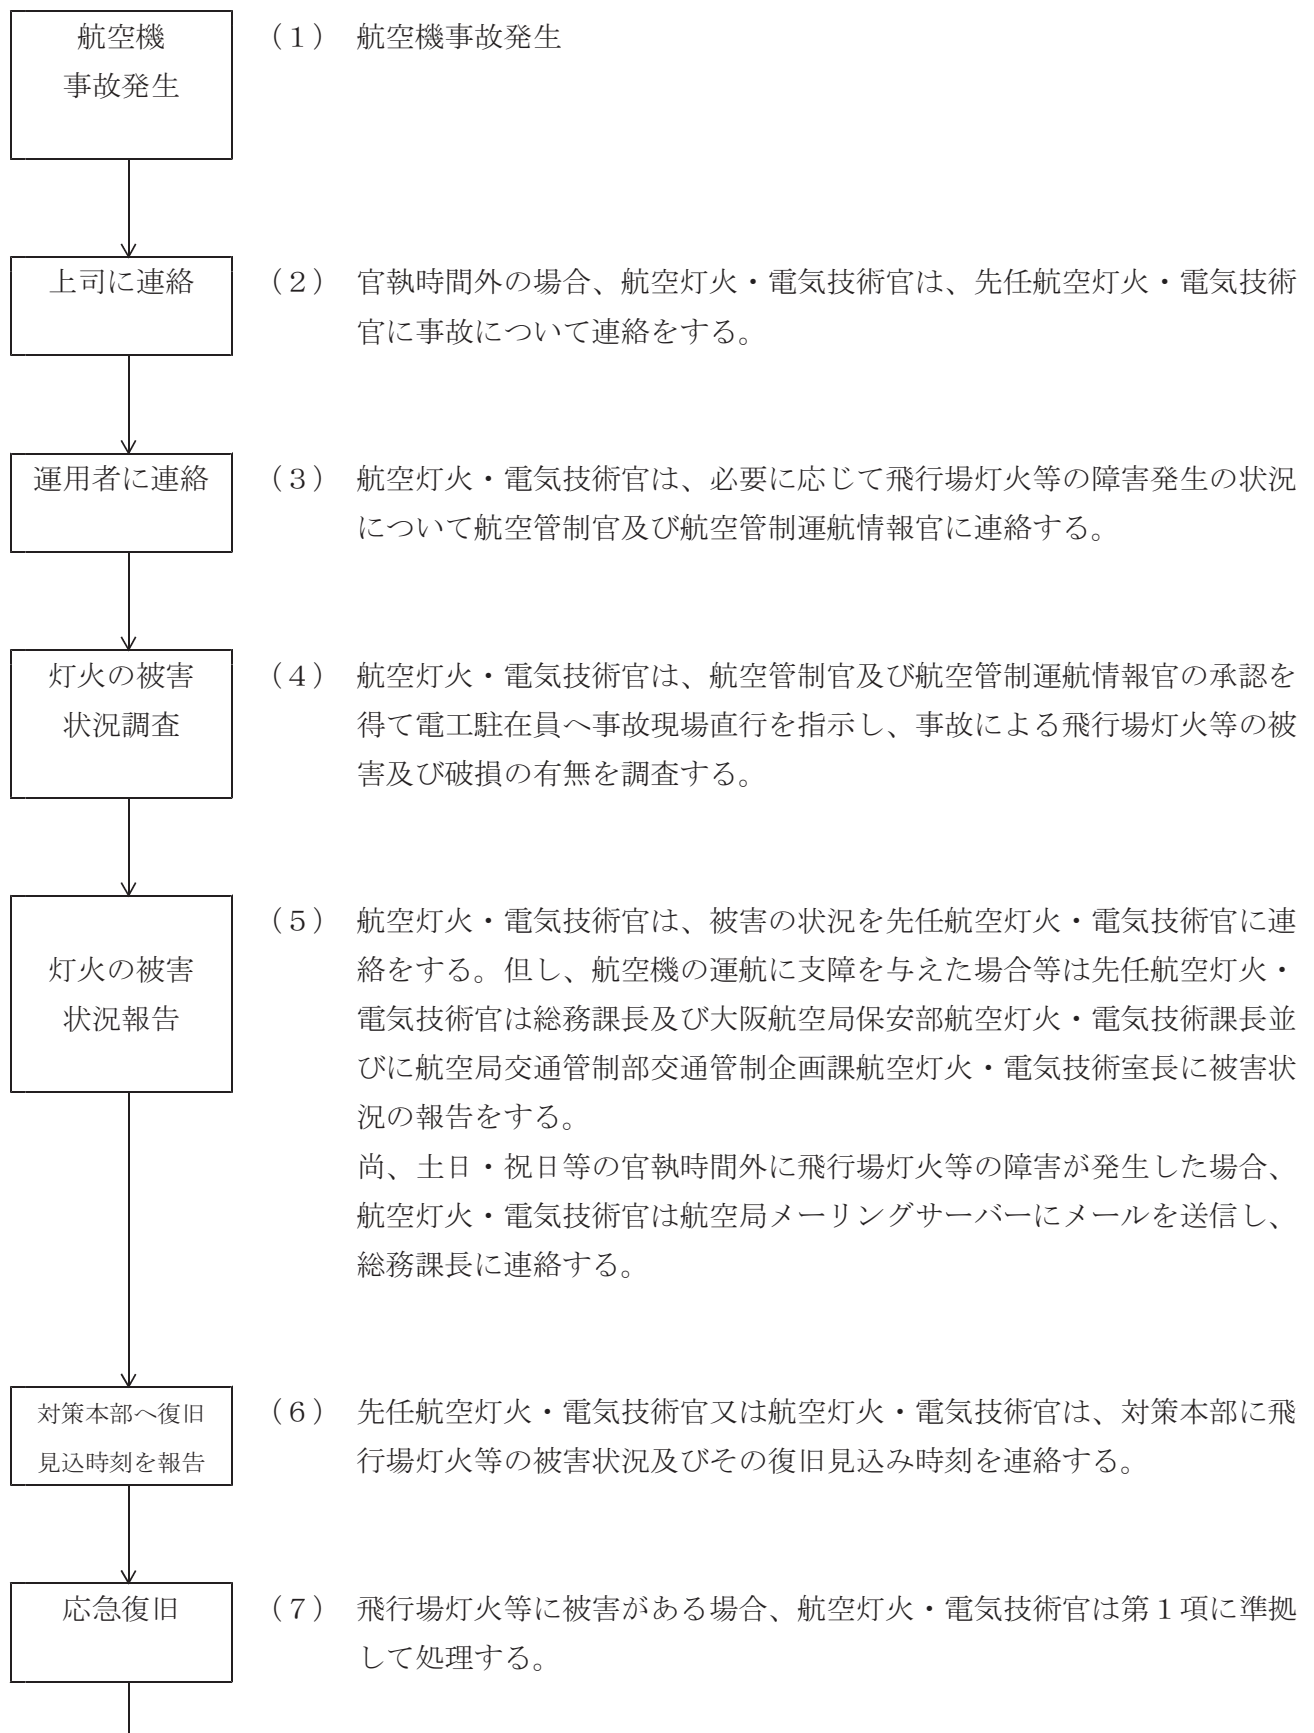 航空機
事故発生
（１） 航空機事故発生
上司に連絡
（２） 官執時間外の場合、航空灯火・電気技術官は、先任航空灯火・電気技術
官に事故について連絡をする。
運用者に連絡
（３） 航空灯火・電気技術官は、必要に応じて飛行場灯火等の障害発生の状況
について航空管制官及び航空管制運航情報官に連絡する。
灯火の被害
状況調査
（４） 航空灯火・電気技術官は、航空管制官及び航空管制運航情報官の承認を
得て電工駐在員へ事故現場直行を指示し、事故による飛行場灯火等の被
害及び破損の有無を調査する。
灯火の被害
状況報告
（５） 航空灯火・電気技術官は、被害の状況を先任航空灯火・電気技術官に連
絡をする。但し、航空機の運航に支障を与えた場合等は先任航空灯火・
電気技術官は総務課長及び大阪航空局保安部航空灯火・電気技術課長並
びに航空局交通管制部交通管制企画課航空灯火・電気技術室長に被害状
況の報告をする。
尚、土日・祝日等の官執時間外に飛行場灯火等の障害が発生した場合、
航空灯火・電気技術官は航空局メーリングサーバーにメールを送信し、
総務課長に連絡する。
対策本部へ復旧
見込時刻を報告
（６） 先任航空灯火・電気技術官又は航空灯火・電気技術官は、対策本部に飛
行場灯火等の被害状況及びその復旧見込み時刻を連絡する。
応急復旧
（７） 飛行場灯火等に被害がある場合、航空灯火・電気技術官は第１項に準拠
して処理する。